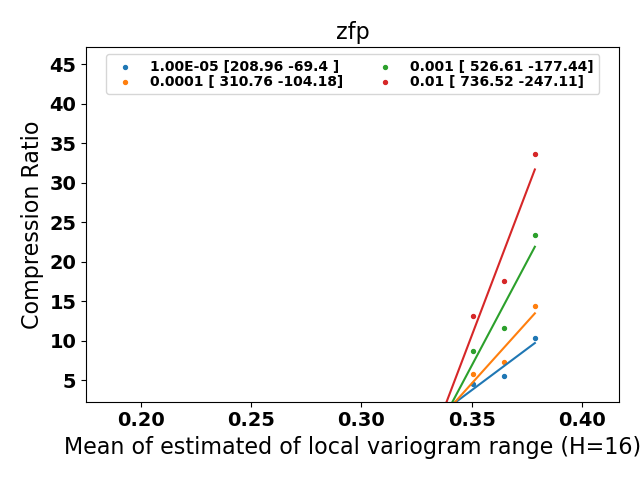 zfp
1.00E-05 [208.96 -69.4 ]
0.0001 [ 310.76 -104.18]
0.001 [ 526.61 -177.44]
0.01 [ 736.52 -247.11]
Compression Ratio
45
40
35
30
25
20
15
10
5
0.20 0.25 0.30 0.35 0.40
Mean of estimated of local variogram range (H=16)